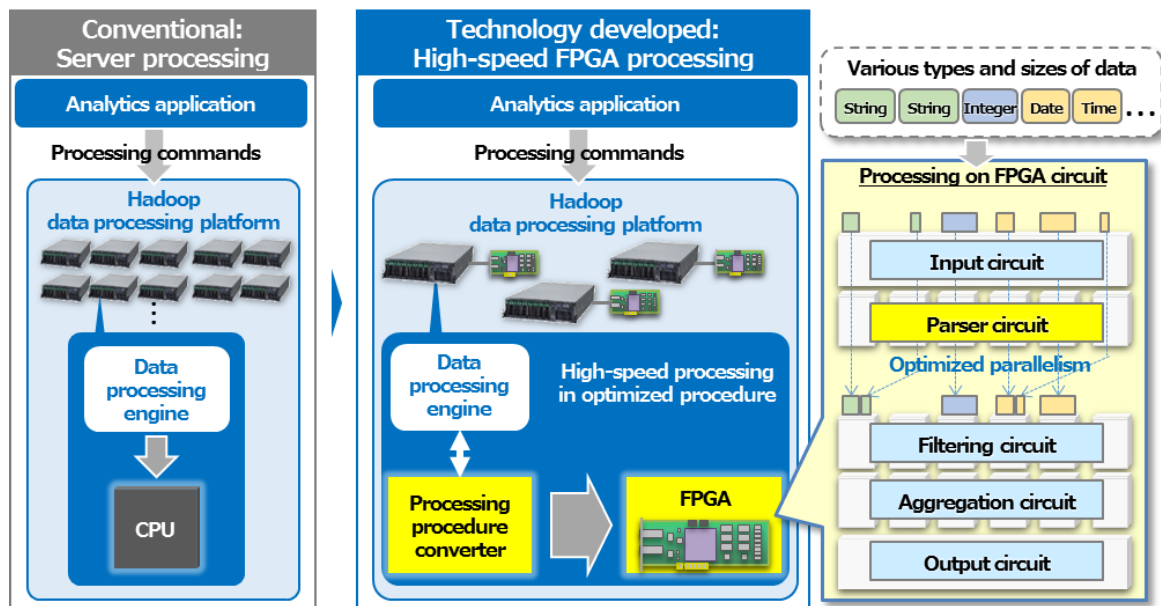 Conventional:
Server processing
Analytics application
Processing commands
Hadoop
data processing platform
Data
processing
engine
CPU
Technology developed:
High-speed FPGA processing
Analytics application
Processing commands
Hadoop
data processing platform
Data
processing
engine
High-speed processing
in optimized procedure
Processing
procedure
converter
FPGA
Various types and sizes of data
String String Integer Date Time ...
Processing on FPGA circuit
Input circuit
Parser circuit
Optimized parallelism
Filtering circuit
Aggregation circuit
Output circuit